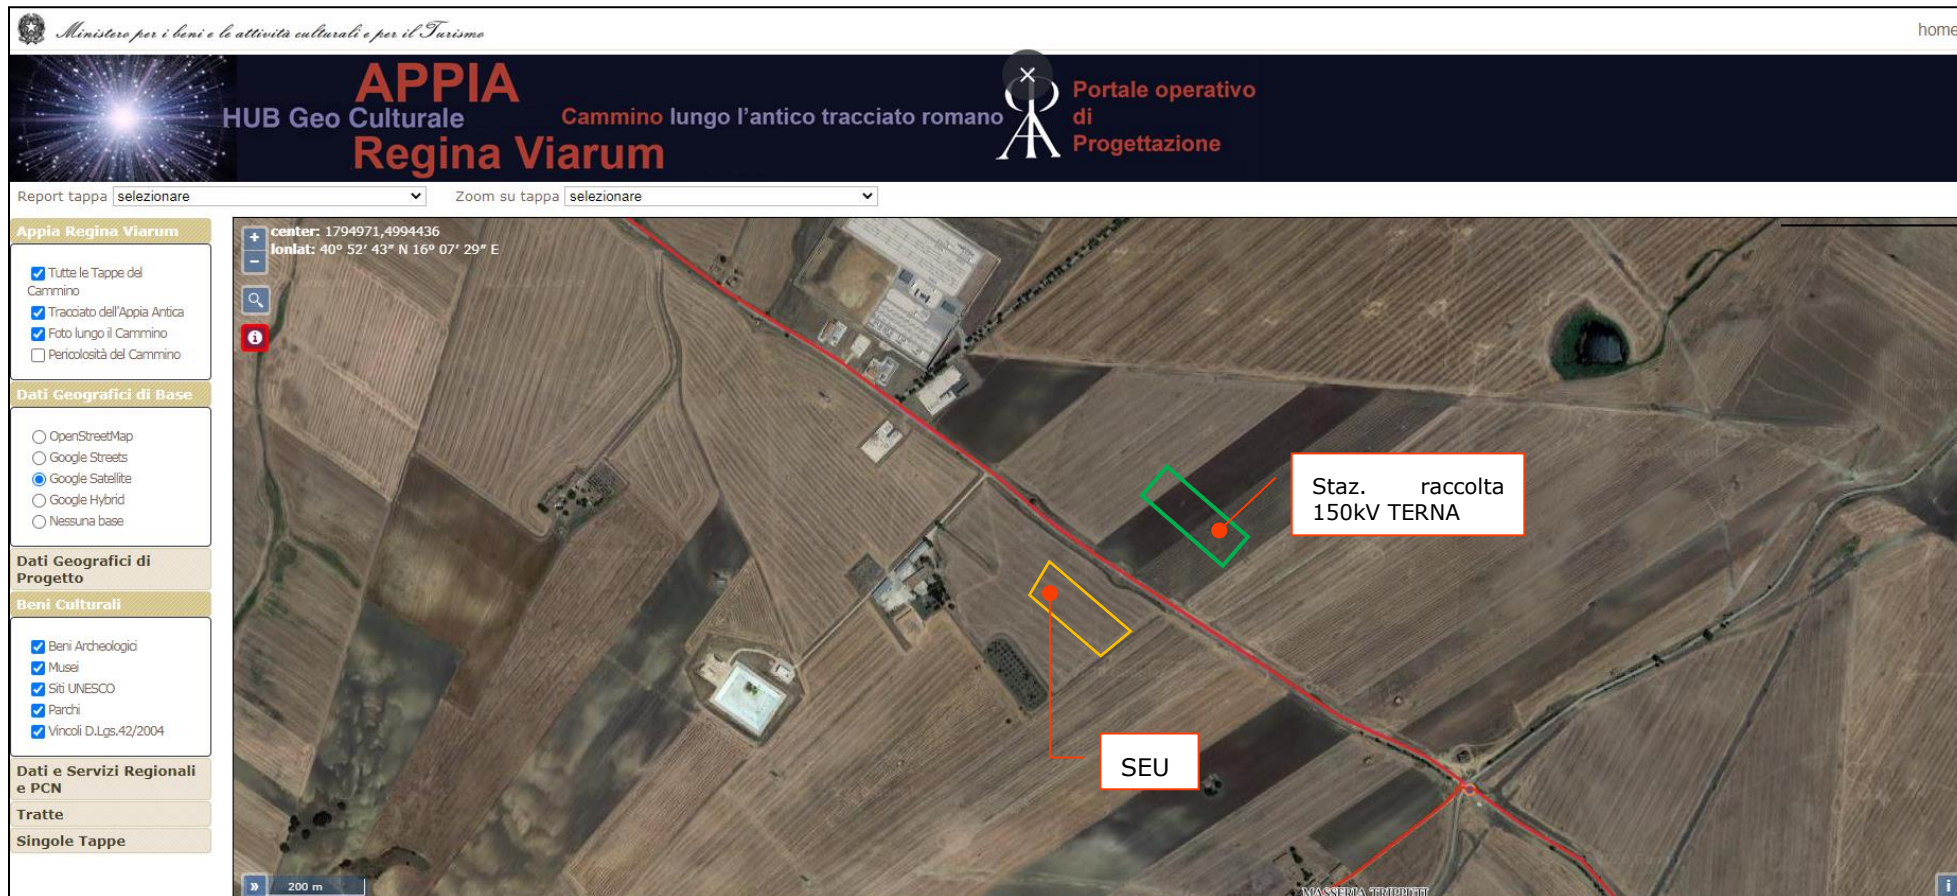 Ministero per i beni e le attività culturali e per il Turismo
home
APPIA
HUB Geo Culturale
Cammino lungo l'antico tracciato romano
Regina Viarum
Portale operativo
di
Progettazione
Report tappa selezionare
Zoom su tappa selezionare
Appia Regina Viarum
Tutte le Tappe del
Cammino
Tracciato dell'Appia Antica
Foto lungo il Cammino
Pericolosità del Cammino
Dati Geografici di Base
OpenStreetMap
Google Streets
Google Satellite
Google Hybrid
Nessuna base
Dati Geografici di
Progetto
Beni Culturali
Beni Archeologici
Musei
Siti UNESCO
Parchi
Vincoli D.Lgs.42/2004
Dati e Servizi Regionali
e PCN
Tratte
Singole Tappe
center: 1794971,4994436
lonlat: 40° 52' 43" N 16° 07' 29" E
Staz. raccolta
150kV TERNA
SEU
MASSERIA TRIPPUTI
200 m